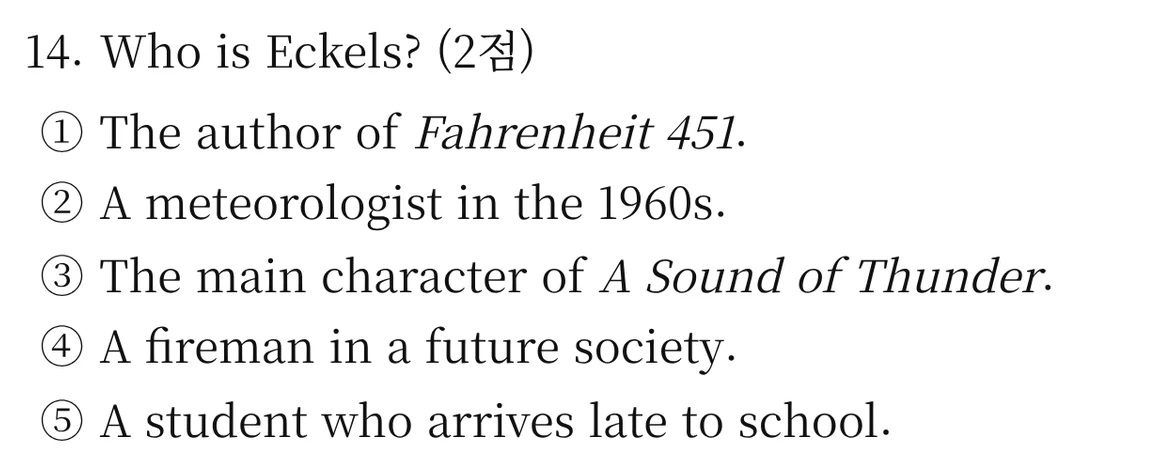 14. Who is Eckels? (2점)
① The author of Fahrenheit 451.
② A meteorologist in the 1960s.
③ The main character of A Sound of Thunder.
④ A fireman in a future society.
⑤ A student who arrives late to school.